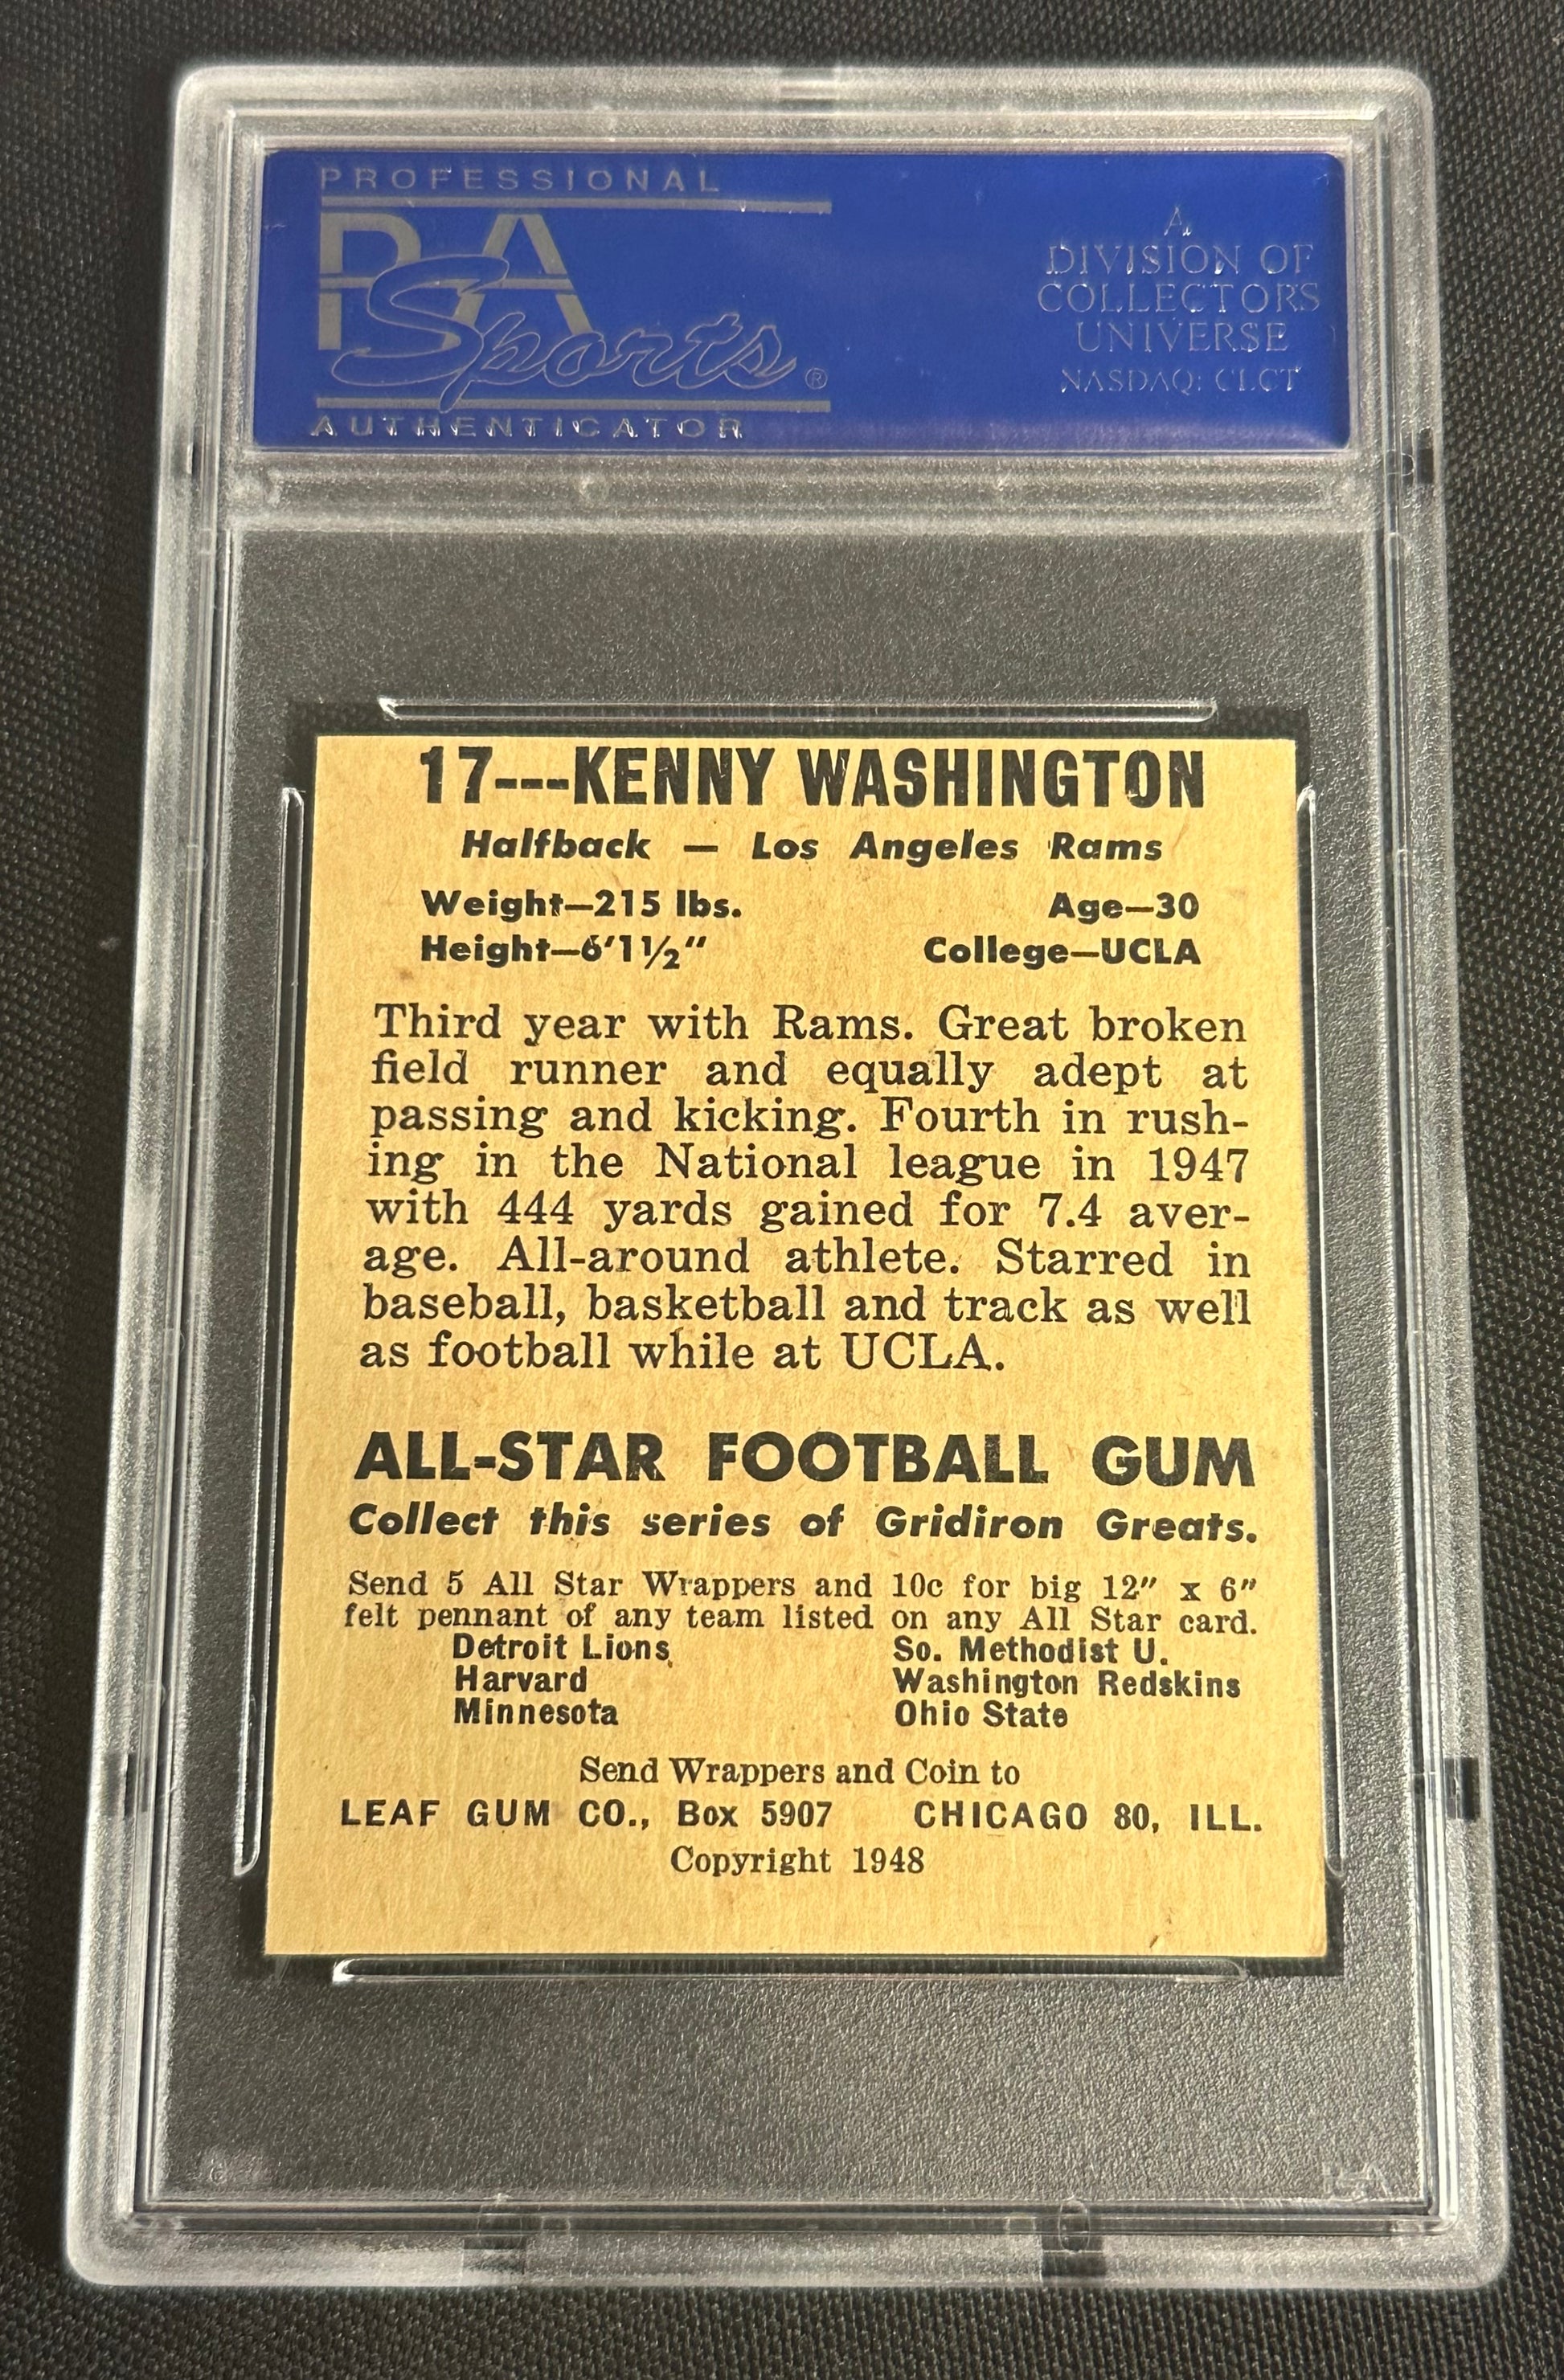 PROFESSIONAL
PSA
Sports®
AUTHENTICATOR
A
DIVISION OF
COLLECTORS
UNIVERSE
NASDAQ: CLCT
17---KENNY WASHINGTON
Halfback — Los Angeles Rams
Weight—215 lbs. Age—30
Height—6'1½" College—UCLA
Third year with Rams. Great broken
field runner and equally adept at
passing and kicking. Fourth in rush-
ing in the National league in 1947
with 444 yards gained for 7.4 aver-
age. All-around athlete. Starred in
baseball, basketball and track as well
as football while at UCLA.
ALL-STAR FOOTBALL GUM
Collect this series of Gridiron Greats.
Send 5 All Star Wrappers and 10c for big 12" x 6"
felt pennant of any team listed on any All Star card.
Detroit Lions So. Methodist U.
Harvard Washington Redskins
Minnesota Ohio State
Send Wrappers and Coin to
LEAF GUM CO., Box 5907 CHICAGO 80, ILL.
Copyright 1948